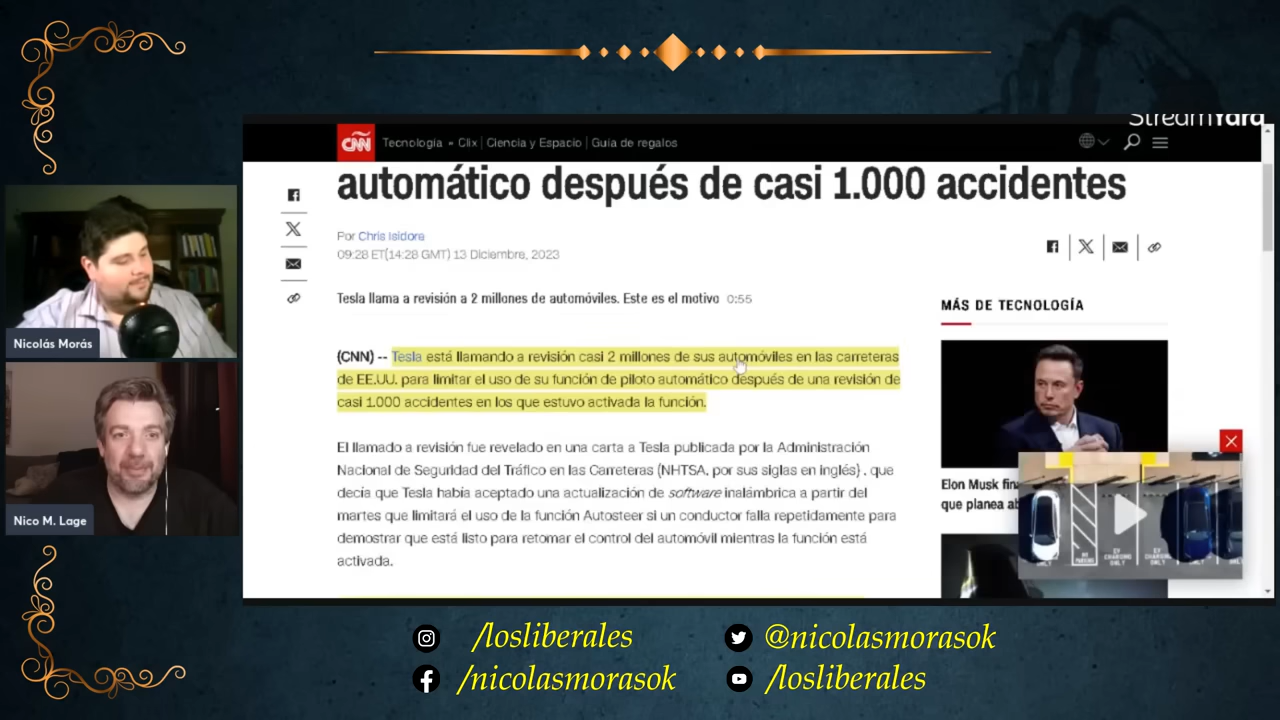 StreamYard
CNN
Tecnología
Clix | Ciencia y Espacio | Guía de regalos
automático después de casi 1.000 accidentes
Por Chris Isidore
09:28 ET(14:28 GMT) 13 Diciembre, 2023
Tesla llama a revisión a 2 millones de automóviles. Este es el motivo 0:55
(CNN) -- Tesla está llamando a revisión casi 2 millones de sus automóviles en las carreteras
de EE.UU. para limitar el uso de su función de piloto automático después de una revisión de
casi 1.000 accidentes en los que estuvo activada la función.
El llamado a revisión fue revelado en una carta a Tesla publicada por la Administración
Nacional de Seguridad del Tráfico en las Carreteras (NHTSA, por sus siglas en inglés), que
decía que Tesla había aceptado una actualización de software inalámbrica a partir del
martes que limitará el uso de la función Autosteer si un conductor falla repetidamente para
demostrar que está listo para retomar el control del automóvil mientras la función está
activada.
MÁS DE TECNOLOGÍA
Elon Musk
que planea
NO
PARKING
EV
CHARGING
ONLY
EV
CHARGING
ONLY
Nicolás Morás
Nico M. Lage
/losliberales
@nicolasmorasok
/nicolasmorasok
/losliberales